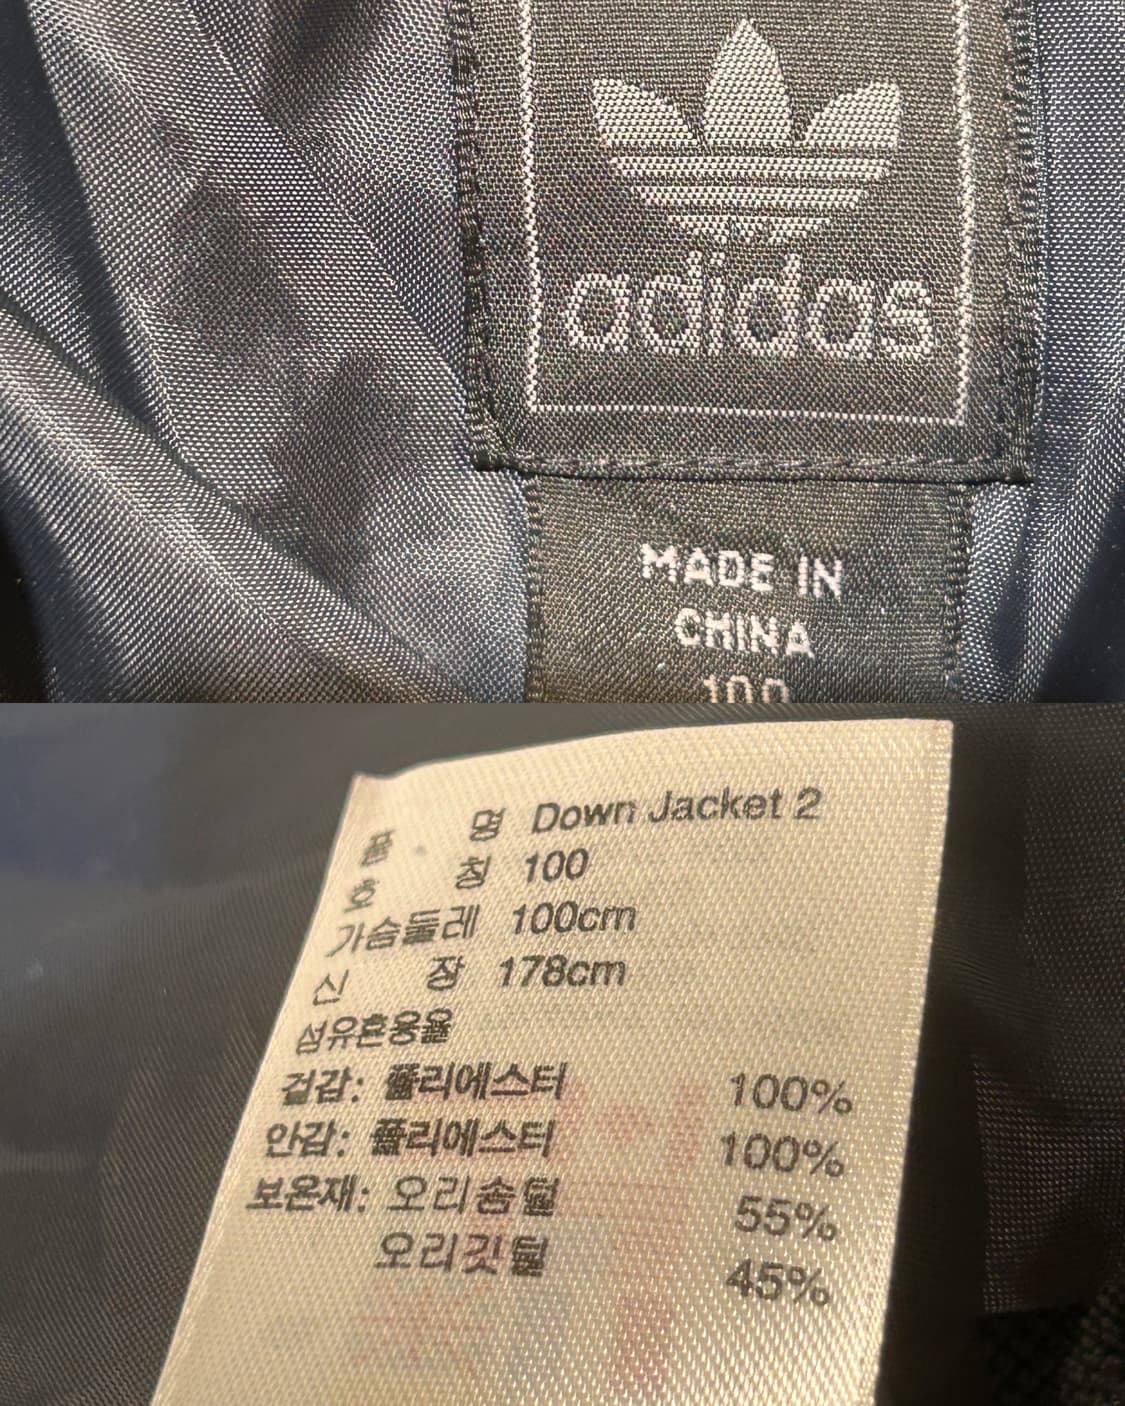 adidas
MADE IN
CHINA
100
품 명 Down Jacket 2
호 칭 100
가슴둘레 100cm
신 장 178cm
섬유혼용율
겉감: 폴리에스터 100%
안감: 폴리에스터 100%
보온재: 오리솜털 55%
오리깃털 45%